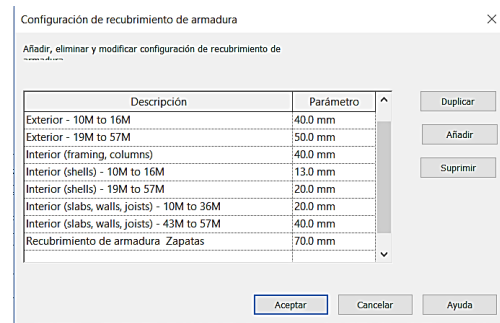 Configuración de recubrimiento de armadura
Añadir, eliminar y modificar configuración de recubrimiento de
armadura
Descripción Parámetro
Exterior - 10M to 16M 40.0 mm
Exterior - 19M to 57M 50.0 mm
Interior (framing, columns) 40.0 mm
Interior (shells) - 10M to 16M 13.0 mm
Interior (shells) - 19M to 57M 20.0 mm
Interior (slabs, walls, joists) - 10M to 36M 20.0 mm
Interior (slabs, walls, joists) - 43M to 57M 40.0 mm
Recubrimiento de armadura Zapatas 70.0 mm
Duplicar
Añadir
Suprimir
Aceptar Cancelar Ayuda